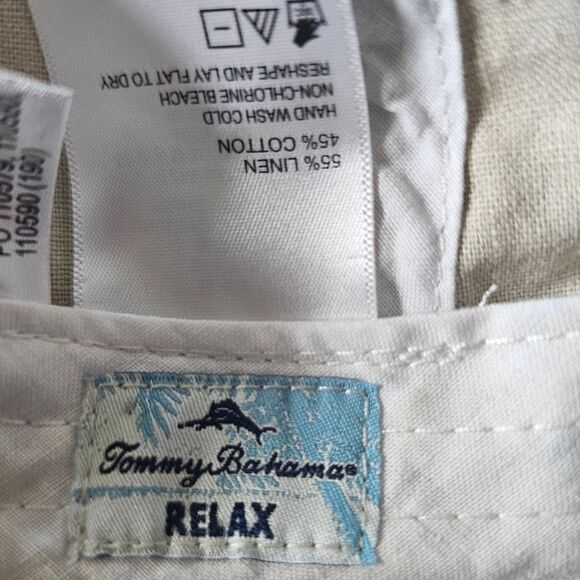 55% LINEN
45% COTTON
HAND WASH COLD
NON-CHLORINE BLEACH
RESHAPE AND LAY FLAT TO DRY
110590 (190)
Tommy Bahama®
RELAX